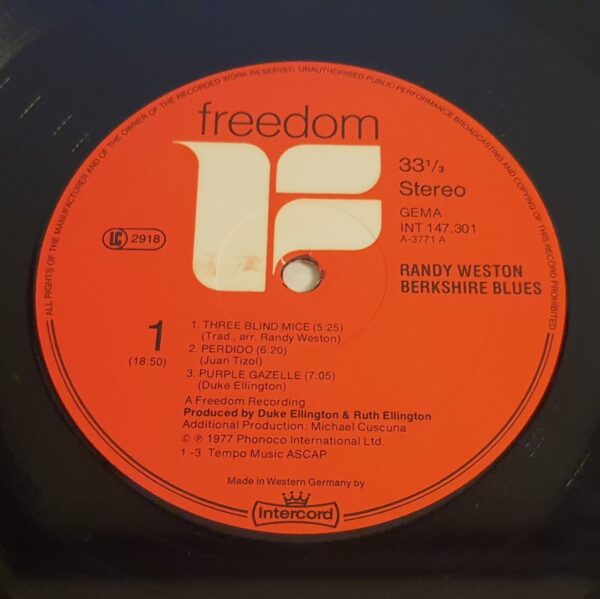 ALL RIGHTS OF THE MANUFACTURER AND OF THE OWNER OF THE RECORDED WORK RESERVED UNAUTHORISED PUBLIC PERFORMANCE BROADCASTING AND COPYING OF THIS RECORD PROHIBITED
freedom
33 1/3
Stereo
GEMA
INT 147.301
A-3771 A
LC 2918
RANDY WESTON
BERKSHIRE BLUES
1
(18:50)
1. THREE BLIND MICE (5:25)
(Trad., arr. Randy Weston)
2. PERDIDO (6:20)
(Juan Tizol)
3. PURPLE GAZELLE (7:05)
(Duke Ellington)
A Freedom Recording
Produced by Duke Ellington & Ruth Ellington
Additional Production: Michael Cuscuna
© ℗ 1977 Phonoco International Ltd.
1-3 Tempo Music ASCAP
Made in Western Germany by
Intercord